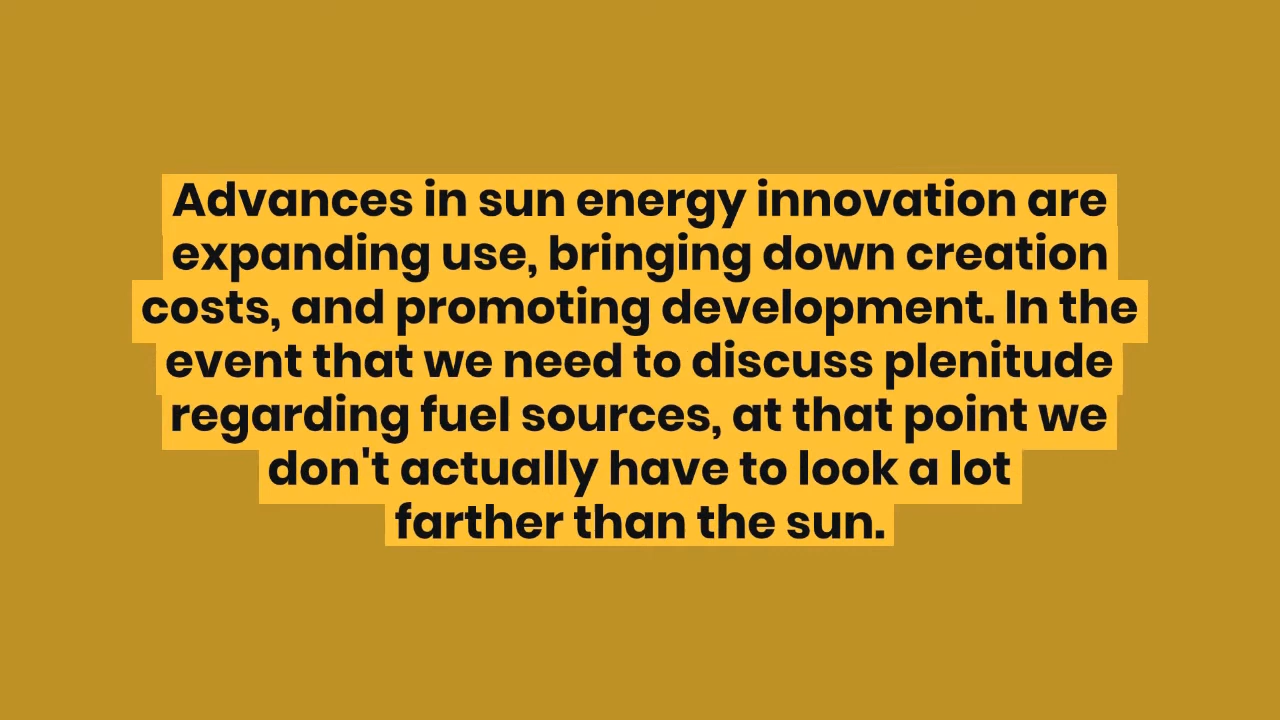 Advances in sun energy innovation are
expanding use, bringing down creation
costs, and promoting development. In the
event that we need to discuss plenitude
regarding fuel sources, at that point we
don't actually have to look a lot
farther than the sun.